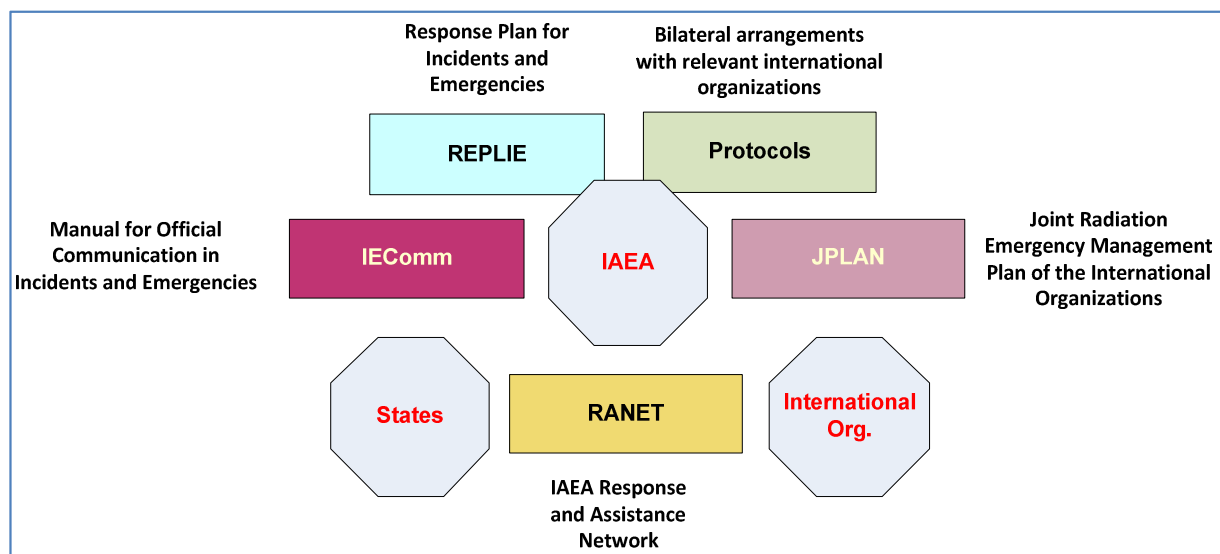 Response Plan for
Incidents and
Emergencies
Bilateral arrangements
with relevant international
organizations
REPLIE
Protocols
Manual for Official
Communication in
Incidents and Emergencies
IEComm
IAEA
JPLAN
Joint Radiation
Emergency Management
Plan of the International
Organizations
States
RANET
International
Org.
IAEA Response
and Assistance
Network